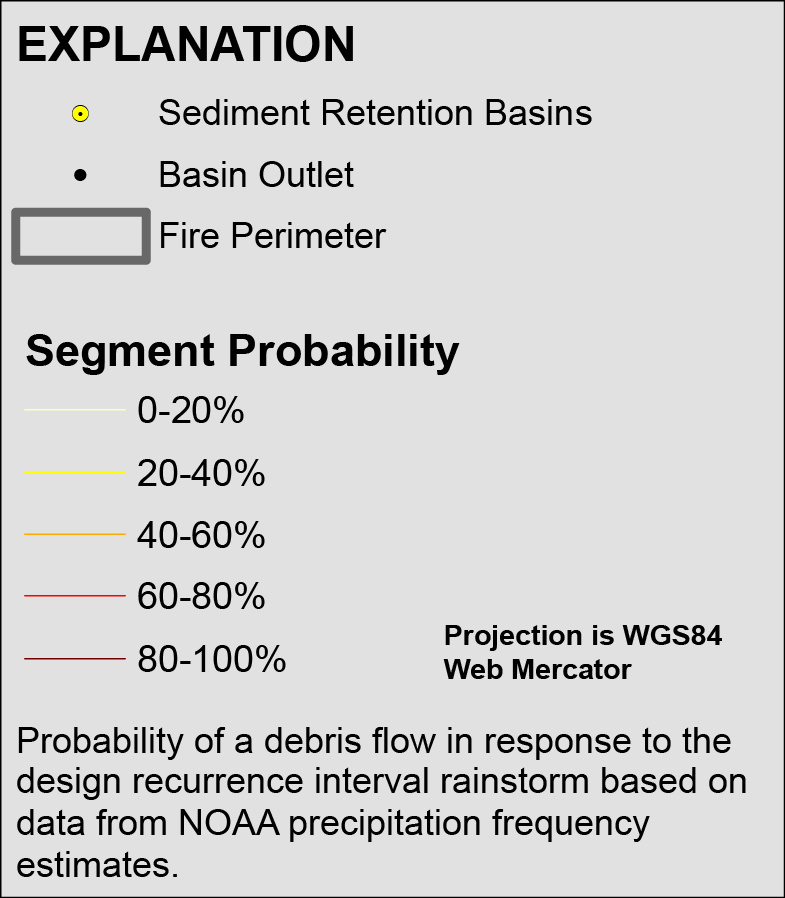 EXPLANATION
Sediment Retention Basins
Basin Outlet
Fire Perimeter
Segment Probability
0-20%
20-40%
40-60%
60-80%
80-100%
Projection is WGS84
Web Mercator
Probability of a debris flow in response to the
design recurrence interval rainstorm based on
data from NOAA precipitation frequency
estimates.